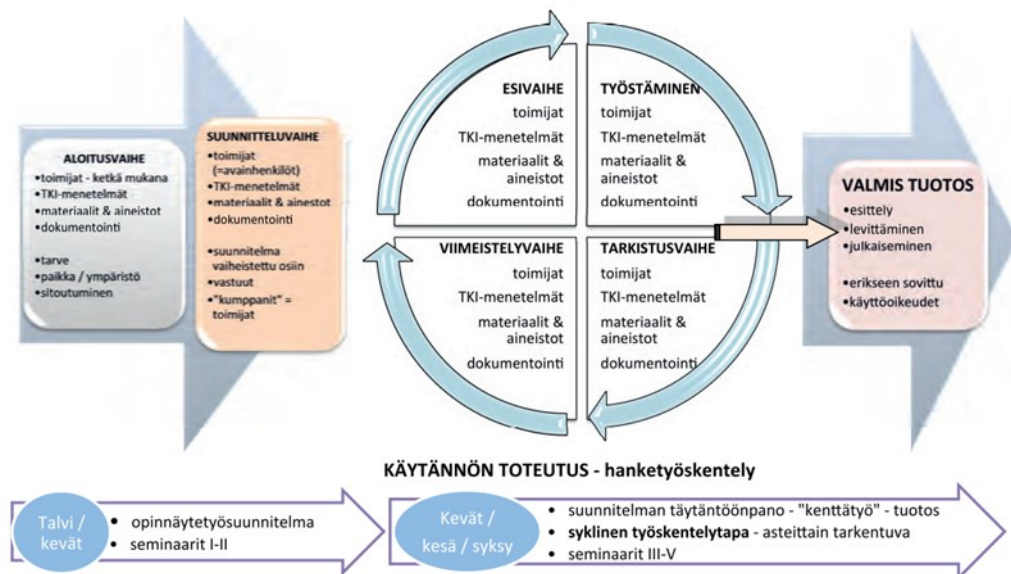 ALOITUSVAIHE
•toimijat - ketkä mukana
•TKI-menetelmät
•materiaalit & aineistot
•dokumentointi
•tarve
•paikka / ympäristö
•sitoutuminen
SUUNNITTELUVAIHE
•toimijat
(=avainhenkilöt)
•TKI-menetelmät
•materiaalit & ainestot
•dokumentointi
•suunnitelma
vaiheistettu osiin
•vastuut
•"kumppanit" =
toimijat
ESIVAIHE
toimijat
TKI-menetelmät
materiaalit &
aineistot
dokumentointi
TYÖSTÄMINEN
toimijat
TKI-menetelmät
materiaalit &
aineistot
dokumentointi
VIIMEISTELYVAIHE
toimijat
TKI-menetelmät
materiaalit &
aineistot
dokumentointi
TARKISTUSVAIHE
toimijat
TKI-menetelmät
materiaalit &
aineistot
dokumentointi
VALMIS TUOTOS
•esittely
•levittäminen
•julkaiseminen
•erikseen sovittu
•käyttöoikeudet
KÄYTÄNNÖN TOTEUTUS - hanketyöskentely
Talvi /
kevät
• opinnäytetyösuunnitelma
• seminaarit I-II
Kevät /
kesä / syksy
• suunnitelman täytäntöönpano - "kenttätyö" - tuotos
• syklinen työskentelytapa - asteittain tarkentuva
• seminaarit III-V